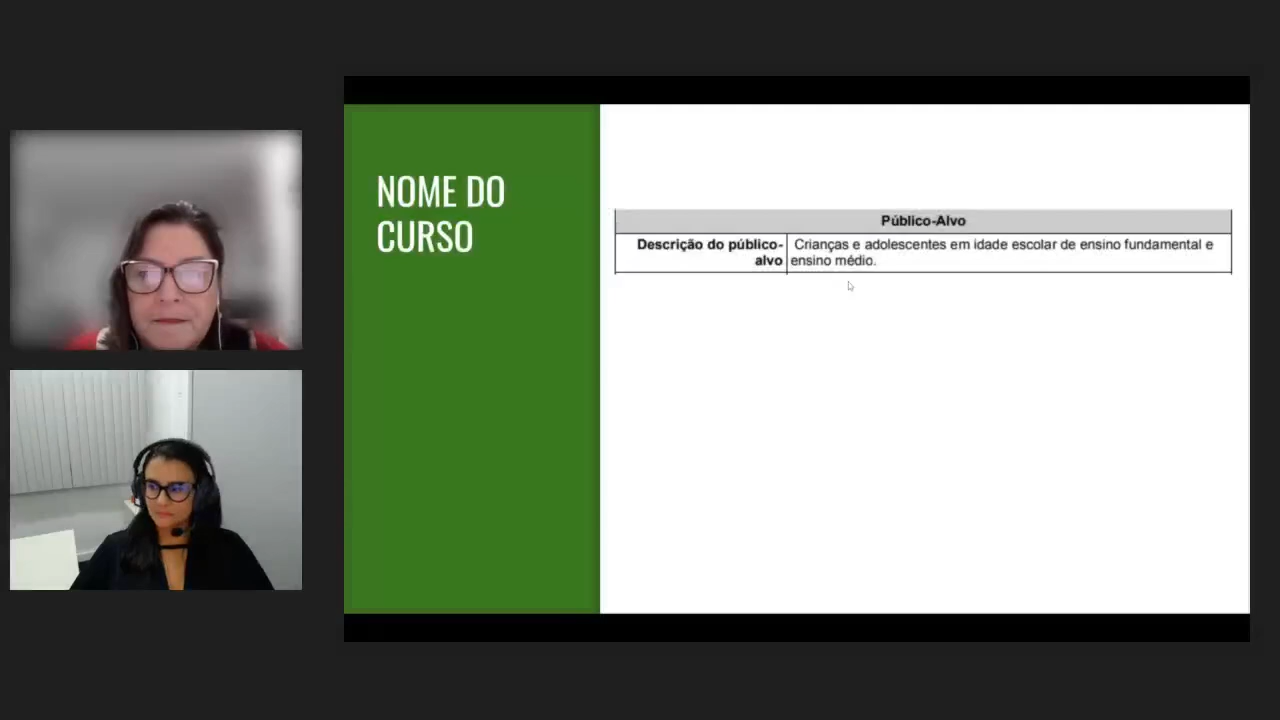 NOME DO
CURSO
Público-Alvo
Descrição do público-
alvo
Crianças e adolescentes em idade escolar de ensino fundamental e
ensino médio.